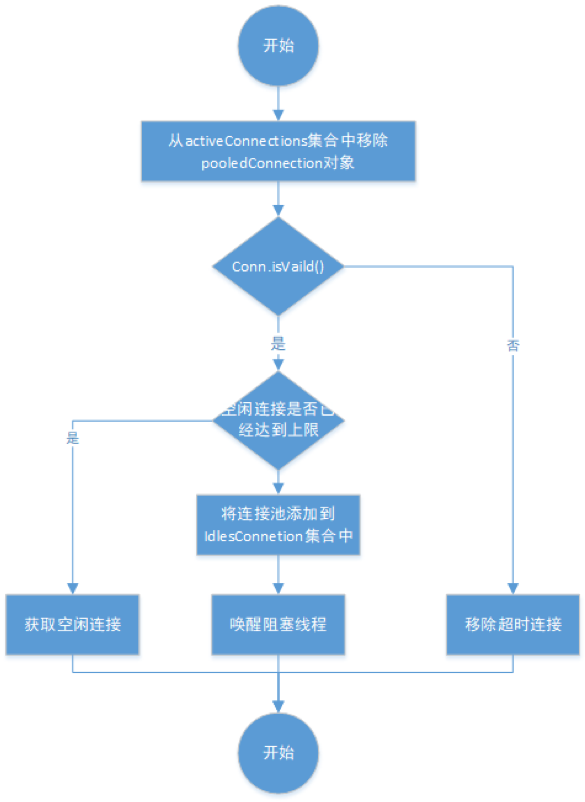 开始
从activeConnections集合中移除
pooledConnection对象
Conn.isVaild()
是
否
空闲连接是否已
经达到上限
是
将连接池添加到
IdlesConnetion集合中
获取空闲连接
唤醒阻塞线程
移除超时连接
开始